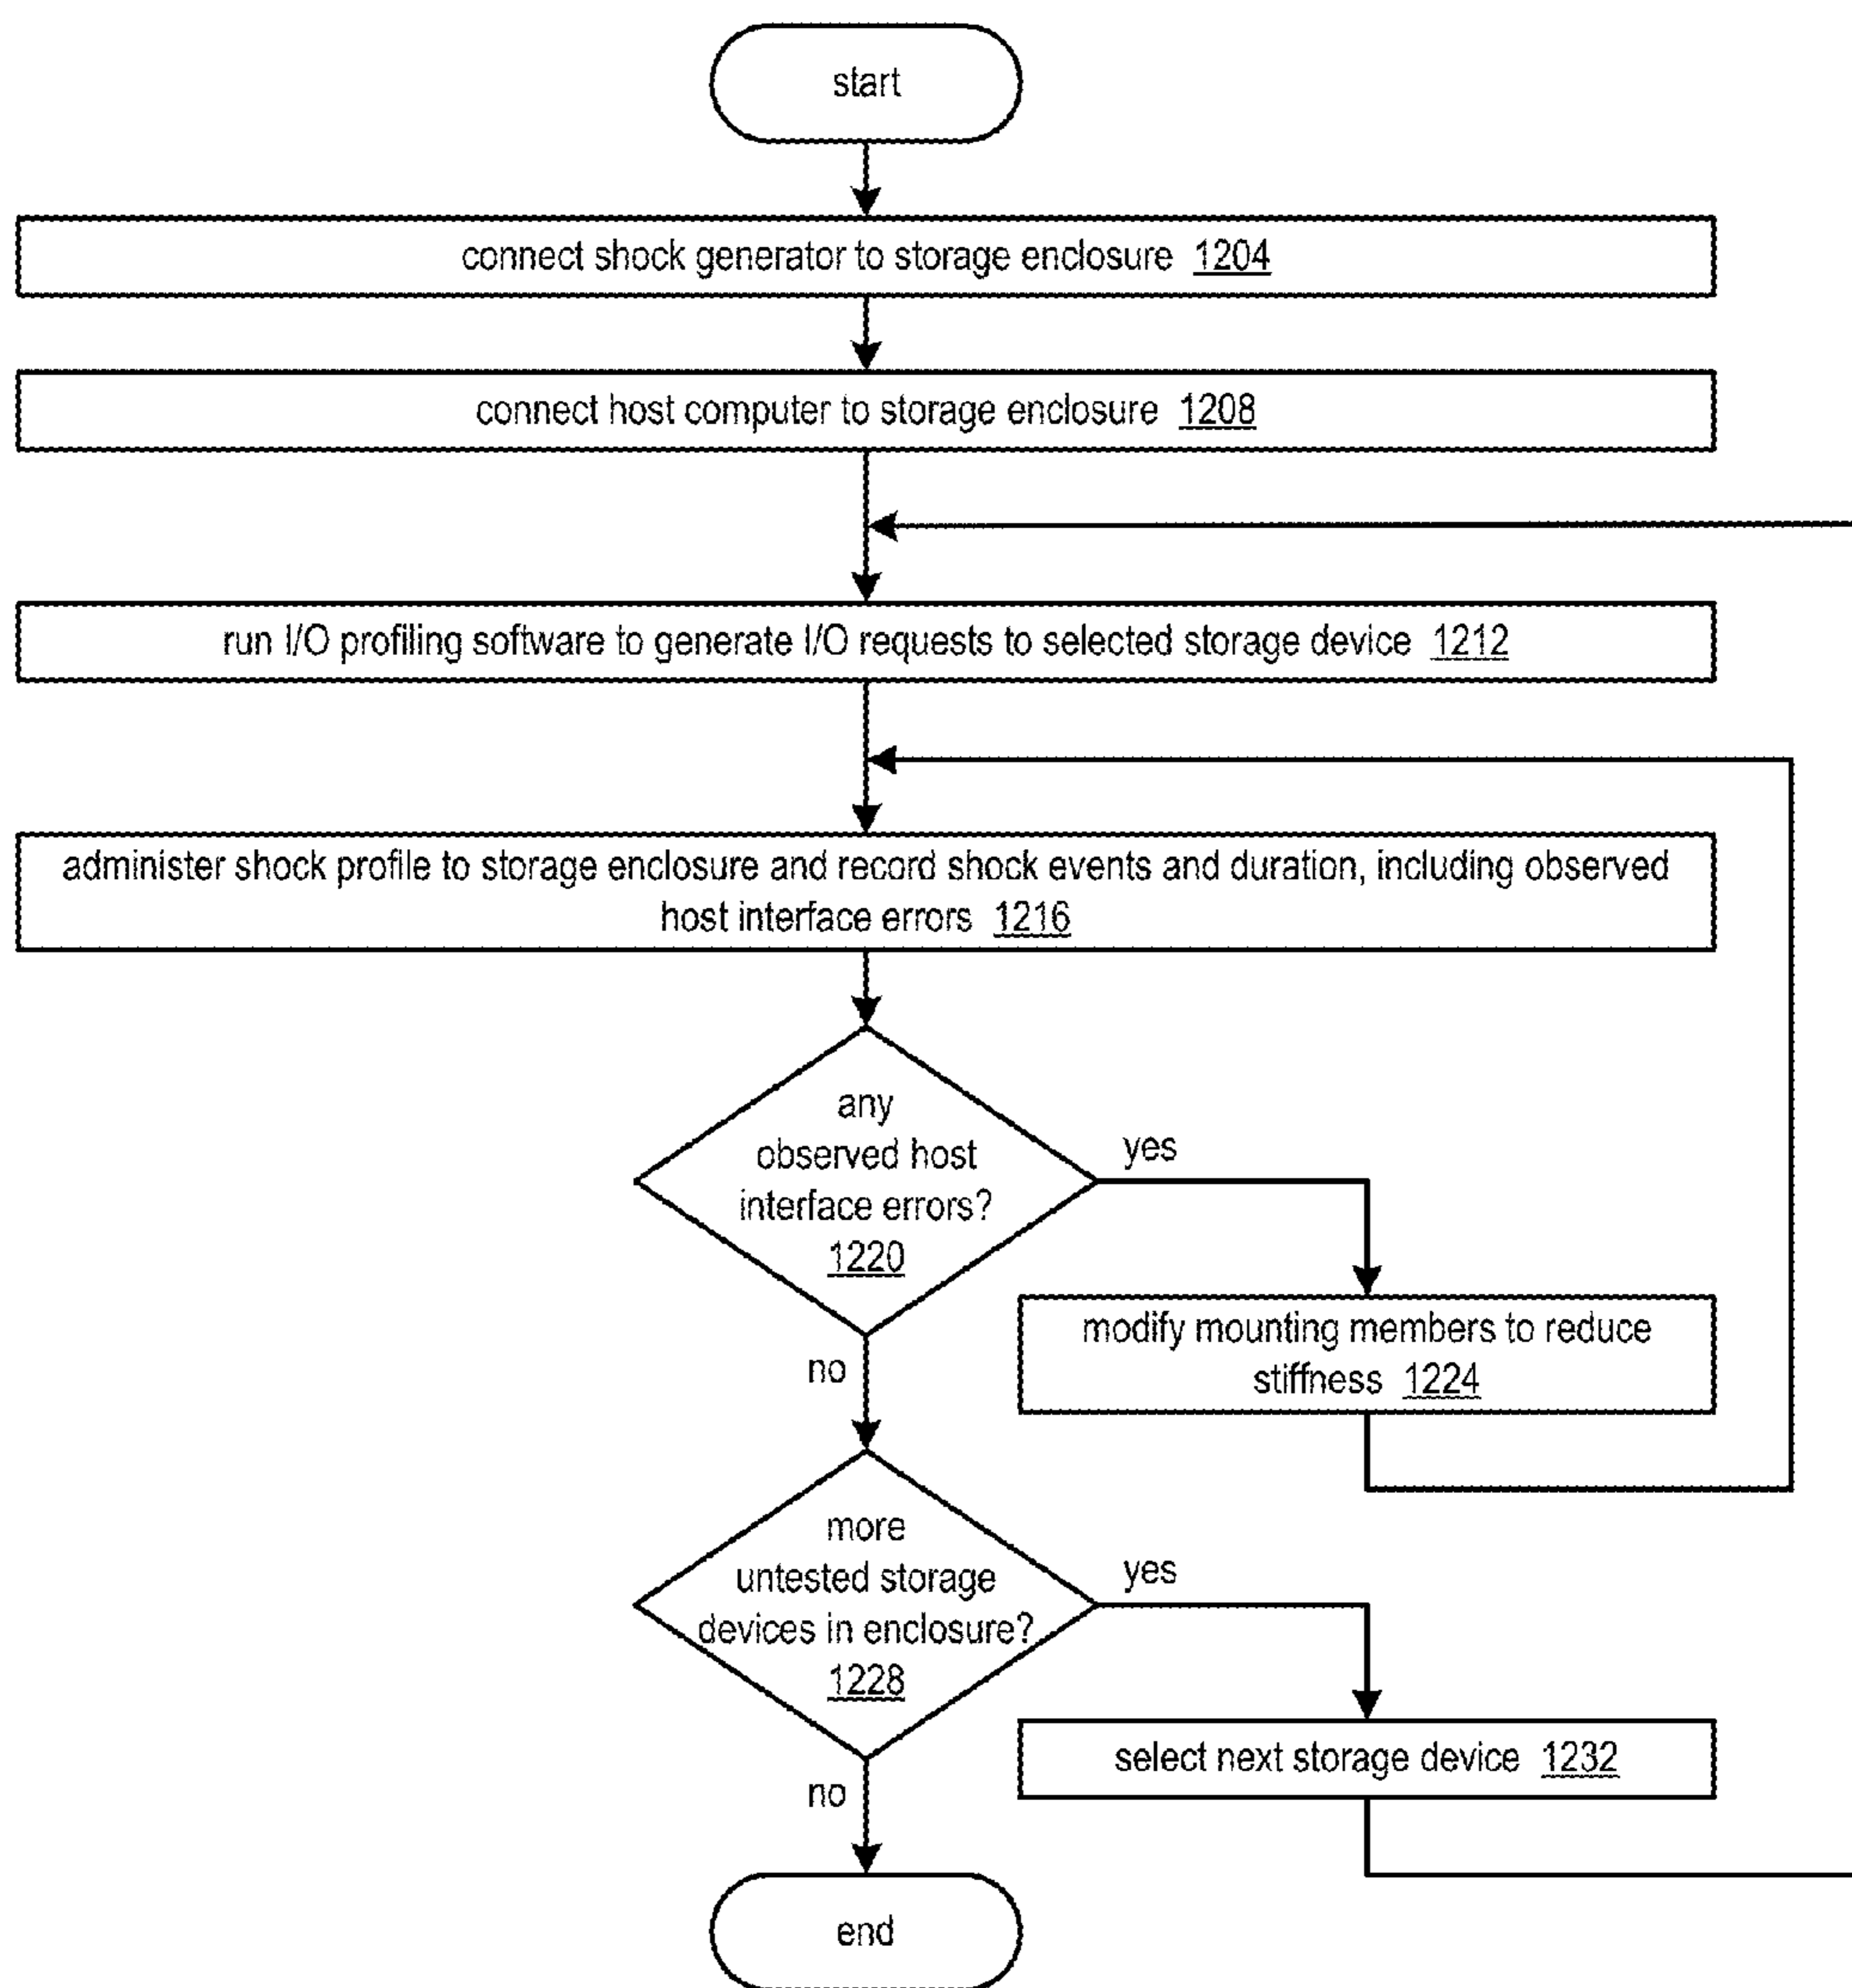 start
connect shock generator to storage enclosure 1204
connect host computer to storage enclosure 1208
run I/O profiling software to generate I/O requests to selected storage device 1212
administer shock profile to storage enclosure and record shock events and duration, including observed
host interface errors 1216
any
observed host
interface errors?
1220
yes
no
modify mounting members to reduce
stiffness 1224
more
untested storage
devices in enclosure?
1228
yes
no
select next storage device 1232
end